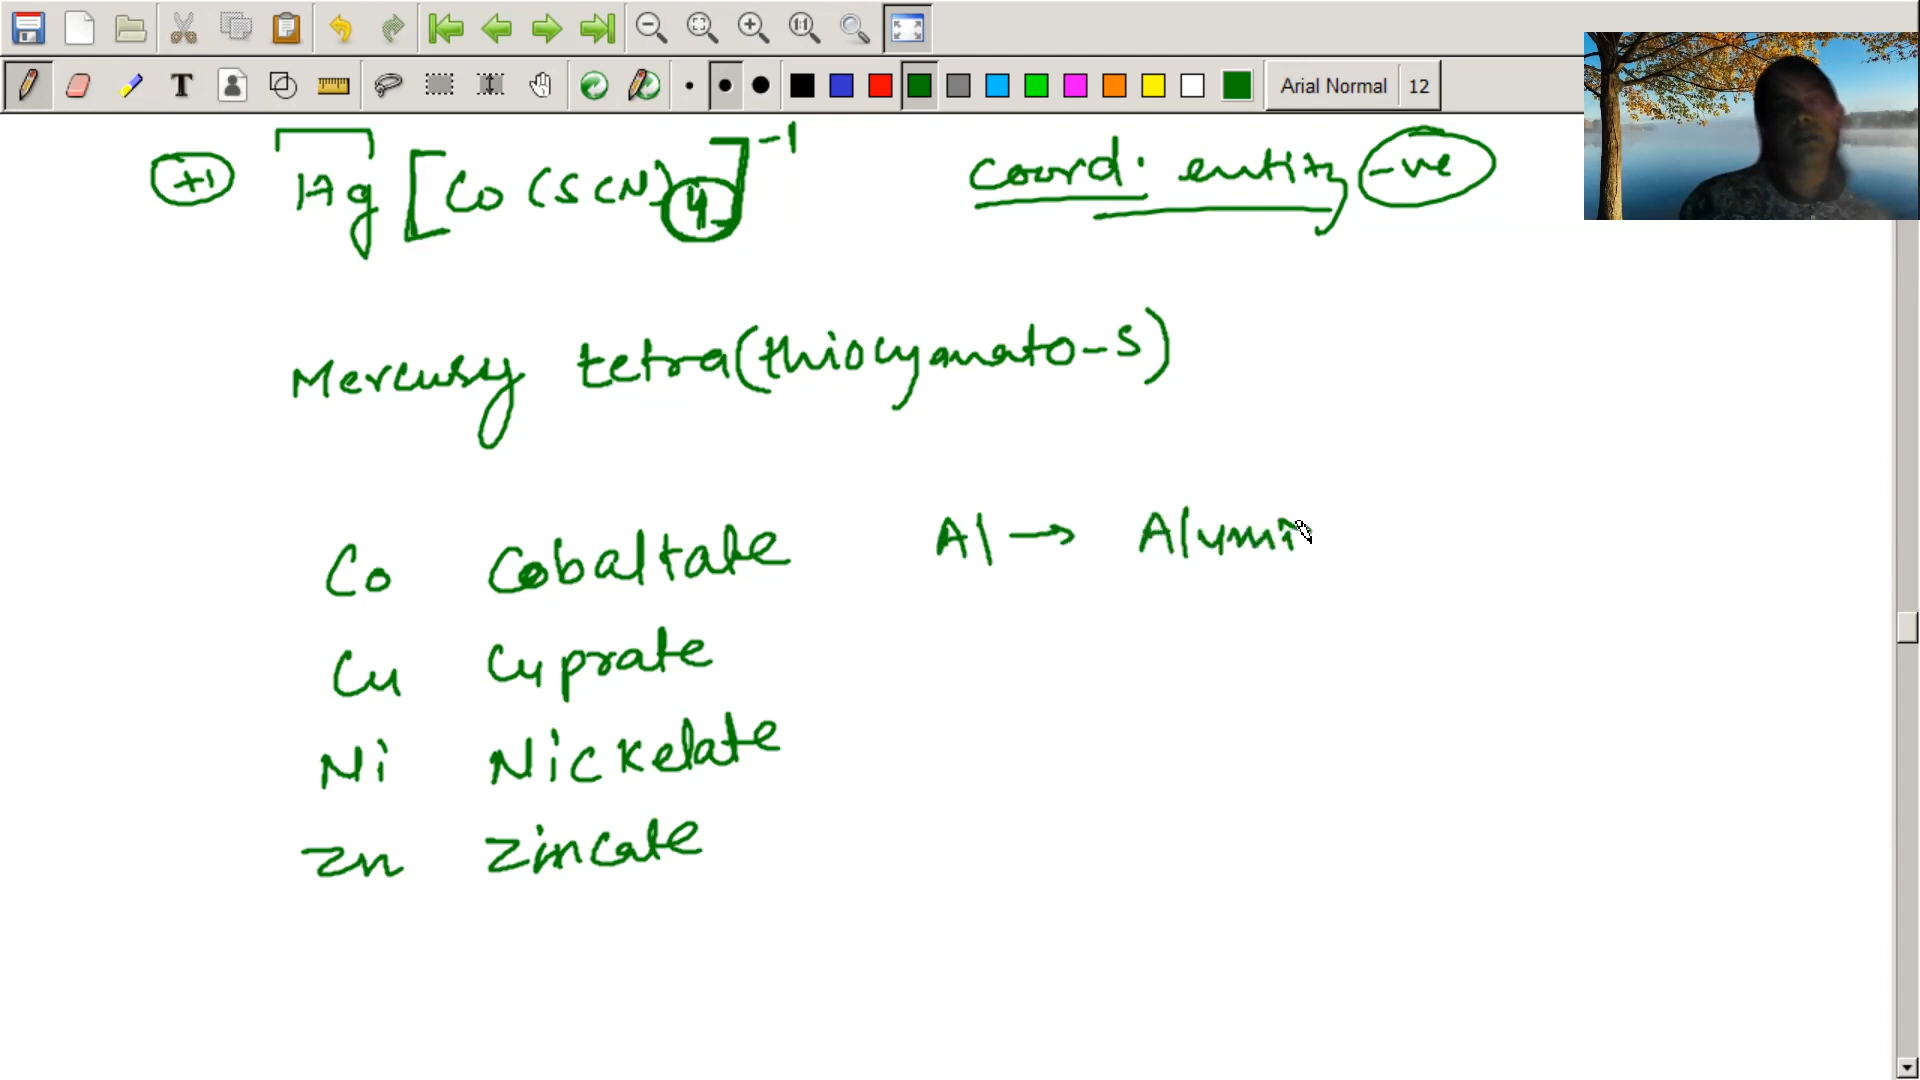 Arial Normal 12
+1 Hg [Co(SCN)4]-1 coord. entity -ve
Mercury tetra(thiocyanato-S)
Co Cobaltate Al → Alumin
Cu Cuprate
Ni Nickelate
Zn Zincate